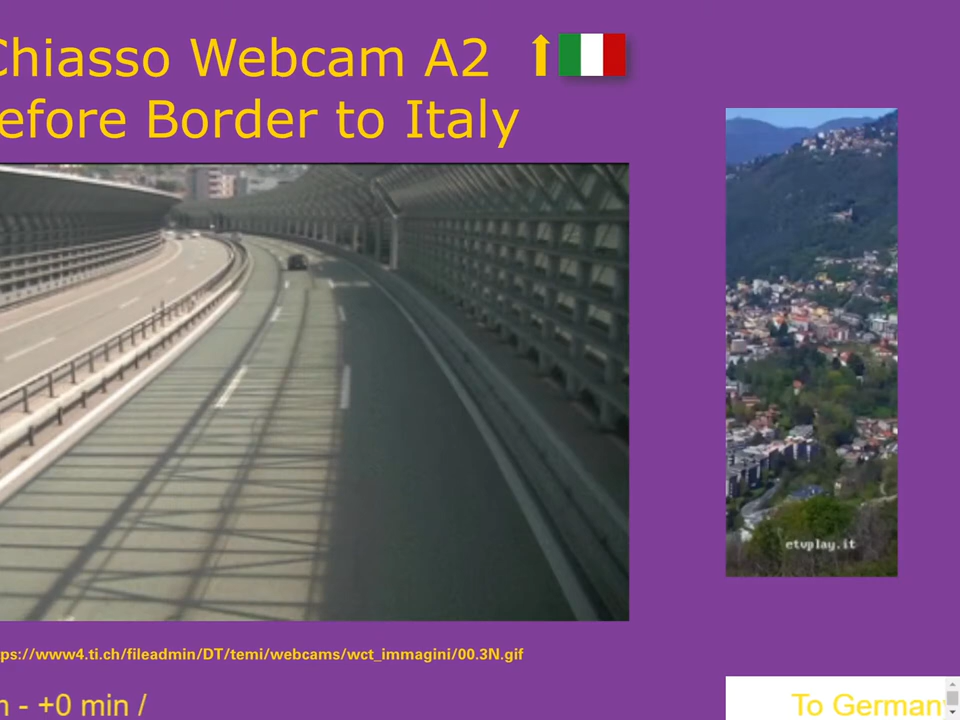 Chiasso Webcam A2
efore Border to Italy
etvplay.it
ps://www4.ti.ch/fileadmin/DT/temi/webcams/wct_immagini/00.3N.gif
- +0 min /
To German